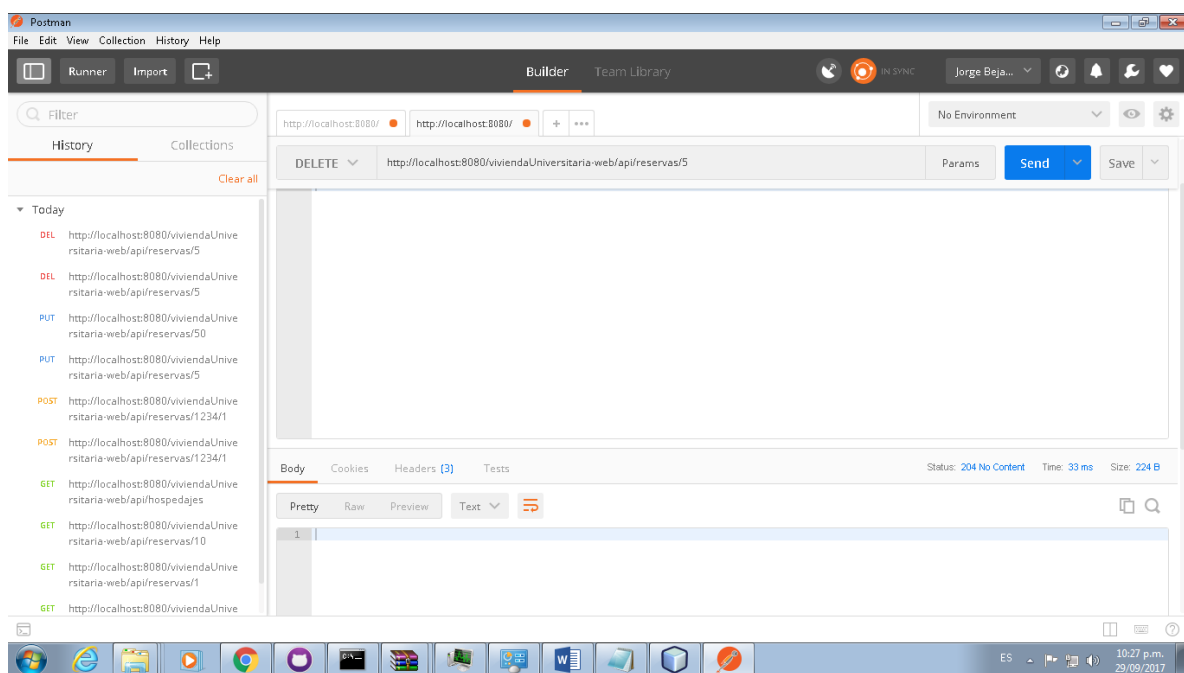 Postman
File Edit View Collection History Help
Runner Import Builder Team Library IN SYNC Jorge Beja...
Filter
History Collections
Clear all
Today
DEL http://localhost:8080/viviendaUnive
rsitaria-web/api/reservas/5
DEL http://localhost:8080/viviendaUnive
rsitaria-web/api/reservas/5
PUT http://localhost:8080/viviendaUnive
rsitaria-web/api/reservas/50
PUT http://localhost:8080/viviendaUnive
rsitaria-web/api/reservas/5
POST http://localhost:8080/viviendaUnive
rsitaria-web/api/reservas/1234/1
POST http://localhost:8080/viviendaUnive
rsitaria-web/api/reservas/1234/1
GET http://localhost:8080/viviendaUnive
rsitaria-web/api/hospedajes
GET http://localhost:8080/viviendaUnive
rsitaria-web/api/reservas/10
GET http://localhost:8080/viviendaUnive
rsitaria-web/api/reservas/1
GET http://localhost:8080/viviendaUnive
http://localhost:8080/ http://localhost:8080/ + •••
No Environment
DELETE http://localhost:8080/viviendaUniversitaria-web/api/reservas/5 Params Send Save
Body Cookies Headers (3) Tests Status: 204 No Content Time: 33 ms Size: 224 B
Pretty Raw Preview Text
1
C:\_
W
ES 10:27 p.m.
29/09/2017